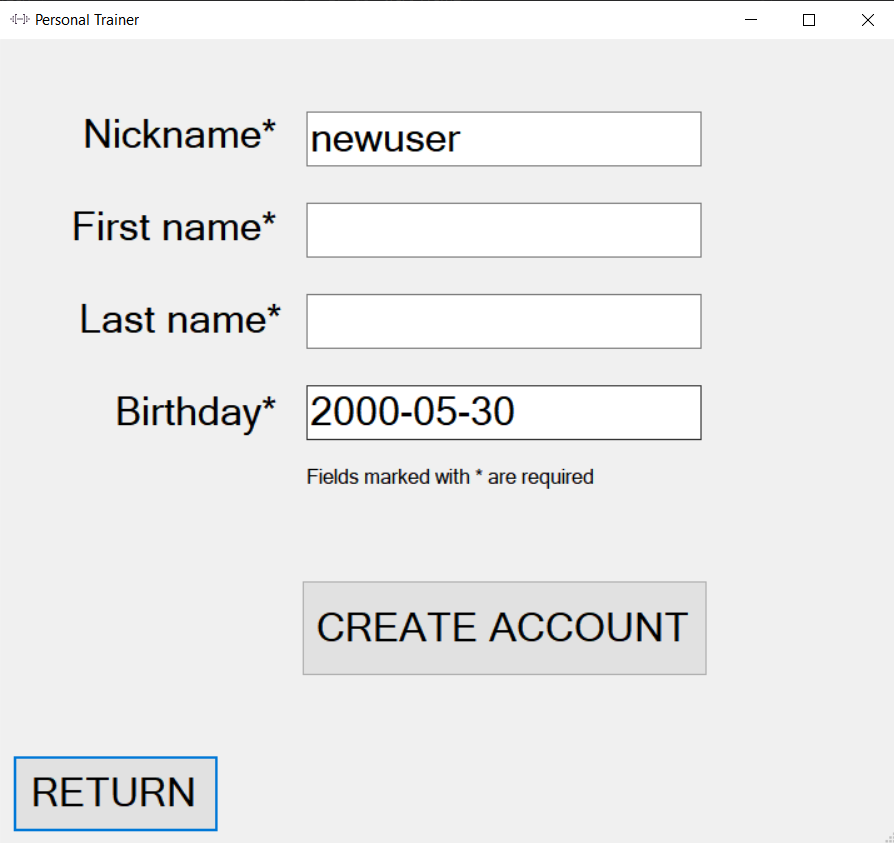 Personal Trainer
Nickname* newuser
First name*
Last name*
Birthday* 2000-05-30
Fields marked with * are required
CREATE ACCOUNT
RETURN